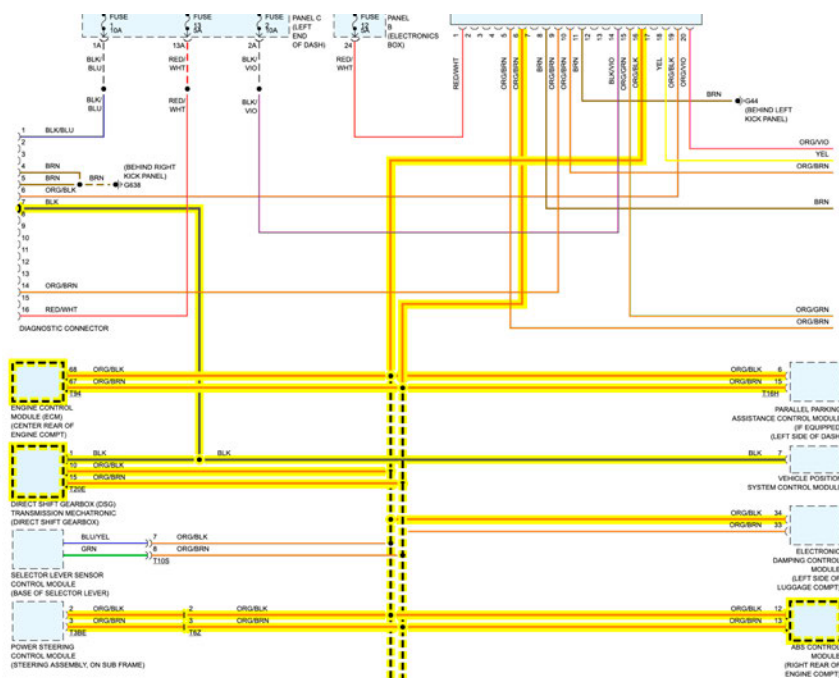 FUSE
1
10A
FUSE
11
5A
FUSE
2
10A
PANEL C
(LEFT
END
OF DASH)
FUSE
12
5A
PANEL
B
(ELECTRONICS
BOX)
1A
13A
2A
24
BLK/
BLU
RED/
WHT
BLK/
VIO
RED/
WHT
BLK/
BLU
RED/
WHT
BLK/
VIO
1
2
3
4
5
6
7
8
9
10
11
12
13
14
15
16
17
18
19
20
RED/WHT
ORG/BRN
ORG/BRN
BRN
ORG/BRN
ORG/BRN
BRN
BLK/VIO
ORG/GRN
ORG/BLK
YEL
ORG/BLK
ORG/VIO
BRN
G44
(BEHIND LEFT
KICK PANEL)
ORG/VIO
YEL
ORG/BRN
BRN
ORG/GRN
ORG/BRN
1 BLK/BLU
2
3
4 BRN
5 BRN
BRN
(BEHIND RIGHT
KICK PANEL)
G638
6 ORG/BLK
7 BLK
8
9
10
11
12
13
14 ORG/BRN
15
16 RED/WHT
DIAGNOSTIC CONNECTOR
68 ORG/BLK
67 ORG/BRN
T94
ENGINE CONTROL
MODULE (ECM)
(CENTER REAR OF
ENGINE COMPT)
ORG/BLK 6
ORG/BRN 15
T16H
PARALLEL PARKING
ASSISTANCE CONTROL MODULE
(IF EQUIPPED)
(LEFT SIDE OF DASH)
1 BLK
BLK
10 ORG/BLK
15 ORG/BRN
T20E
DIRECT SHIFT GEARBOX (DSG)
TRANSMISSION MECHATRONIC
(DIRECT SHIFT GEARBOX)
BLK 7
VEHICLE POSITION
SYSTEM CONTROL MODULE
ORG/BLK 34
ORG/BRN 33
ELECTRONIC
DAMPING CONTROL
MODULE
(LEFT SIDE OF
LUGGAGE COMPT)
BLU/YEL 7 ORG/BLK
GRN 8 ORG/BRN
T10S
SELECTOR LEVER SENSOR
CONTROL MODULE
(BASE OF SELECTOR LEVER)
2 ORG/BLK 2 ORG/BLK
3 ORG/BRN 3 ORG/BRN
T3BE
T6Z
POWER STEERING
CONTROL MODULE
(STEERING ASSEMBLY, ON SUB FRAME)
ORG/BLK 12
ORG/BRN 13
ABS CONTROL
MODULE
(RIGHT REAR OF
ENGINE COMPT)